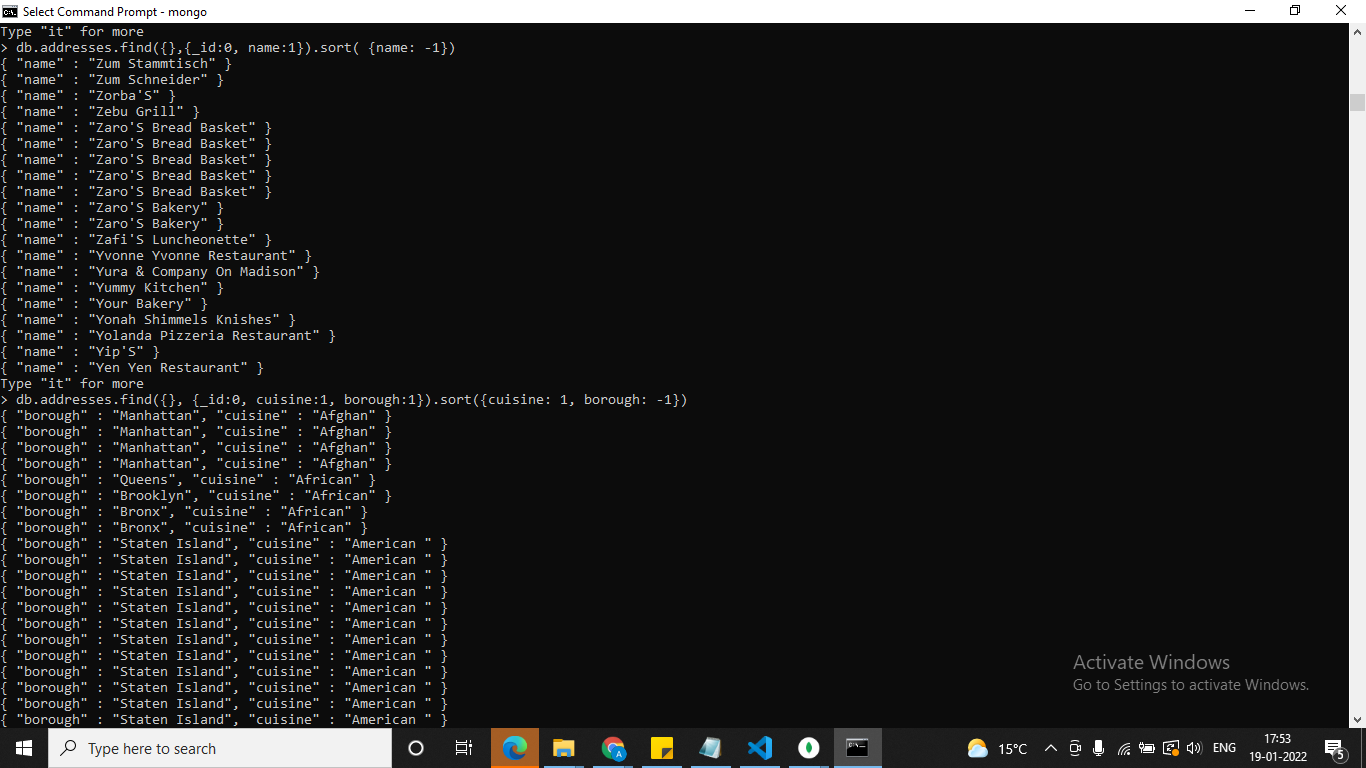 Select Command Prompt - mongo
Type "it" for more
> db.addresses.find({},{_id:0, name:1}).sort( {name: -1})
{ "name" : "Zum Stammtisch" }
{ "name" : "Zum Schneider" }
{ "name" : "Zorba'S" }
{ "name" : "Zebu Grill" }
{ "name" : "Zaro'S Bread Basket" }
{ "name" : "Zaro'S Bread Basket" }
{ "name" : "Zaro'S Bread Basket" }
{ "name" : "Zaro'S Bread Basket" }
{ "name" : "Zaro'S Bread Basket" }
{ "name" : "Zaro'S Bakery" }
{ "name" : "Zaro'S Bakery" }
{ "name" : "Zafi'S Luncheonette" }
{ "name" : "Yvonne Yvonne Restaurant" }
{ "name" : "Yura & Company On Madison" }
{ "name" : "Yummy Kitchen" }
{ "name" : "Your Bakery" }
{ "name" : "Yonah Shimmels Knishes" }
{ "name" : "Yolanda Pizzeria Restaurant" }
{ "name" : "Yip'S" }
{ "name" : "Yen Yen Restaurant" }
Type "it" for more
> db.addresses.find({}, {_id:0, cuisine:1, borough:1}).sort({cuisine: 1, borough: -1})
{ "borough" : "Manhattan", "cuisine" : "Afghan" }
{ "borough" : "Manhattan", "cuisine" : "Afghan" }
{ "borough" : "Manhattan", "cuisine" : "Afghan" }
{ "borough" : "Manhattan", "cuisine" : "Afghan" }
{ "borough" : "Queens", "cuisine" : "African" }
{ "borough" : "Brooklyn", "cuisine" : "African" }
{ "borough" : "Bronx", "cuisine" : "African" }
{ "borough" : "Bronx", "cuisine" : "African" }
{ "borough" : "Staten Island", "cuisine" : "American " }
{ "borough" : "Staten Island", "cuisine" : "American " }
{ "borough" : "Staten Island", "cuisine" : "American " }
{ "borough" : "Staten Island", "cuisine" : "American " }
{ "borough" : "Staten Island", "cuisine" : "American " }
{ "borough" : "Staten Island", "cuisine" : "American " }
{ "borough" : "Staten Island", "cuisine" : "American " }
{ "borough" : "Staten Island", "cuisine" : "American " }
{ "borough" : "Staten Island", "cuisine" : "American " }
{ "borough" : "Staten Island", "cuisine" : "American " }
{ "borough" : "Staten Island", "cuisine" : "American " }
{ "borough" : "Staten Island", "cuisine" : "American " }
Activate Windows
Go to Settings to activate Windows.
Type here to search
15°C
ENG
17:53
19-01-2022
5